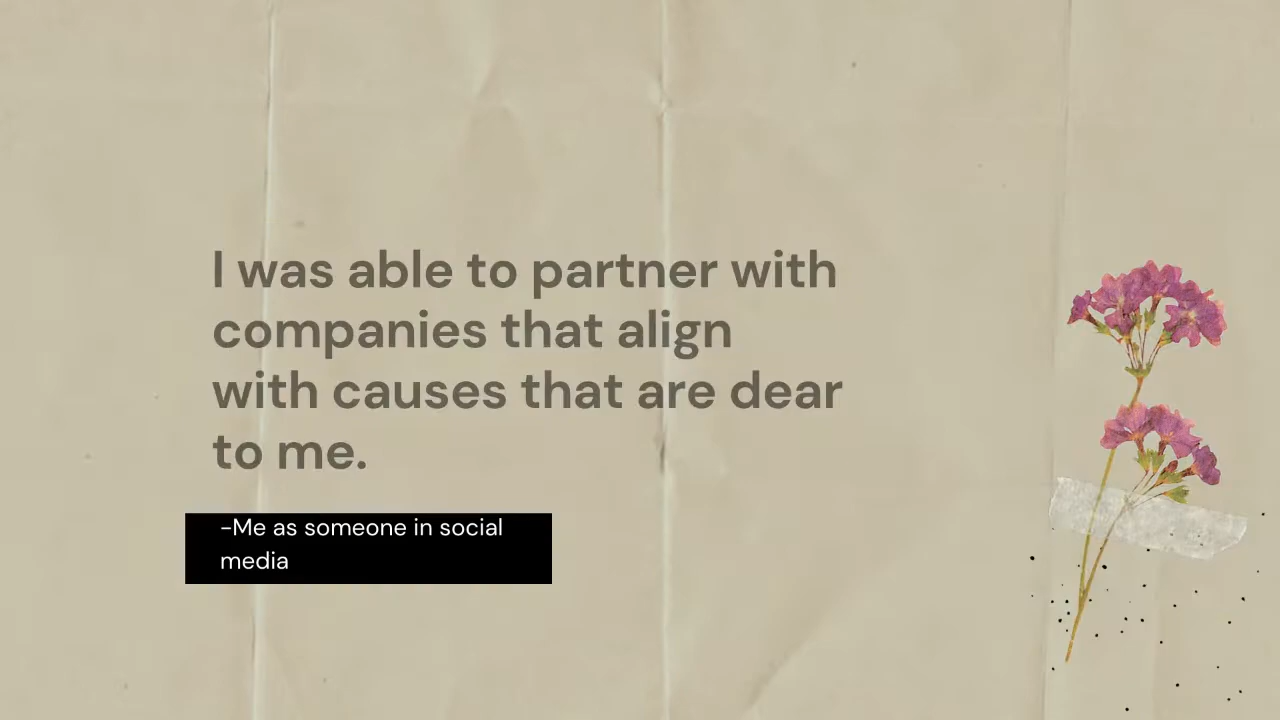 I was able to partner with
companies that align
with causes that are dear
to me.
-Me as someone in social
media